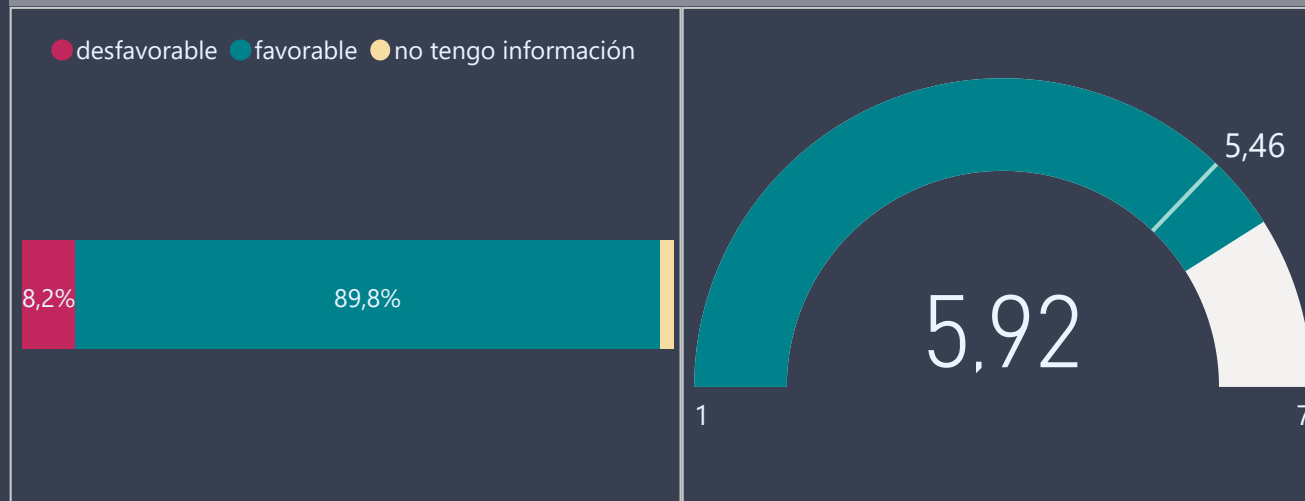 desfavorable favorable no tengo información
8,2% 89,8%
5,46
5,92
1 7